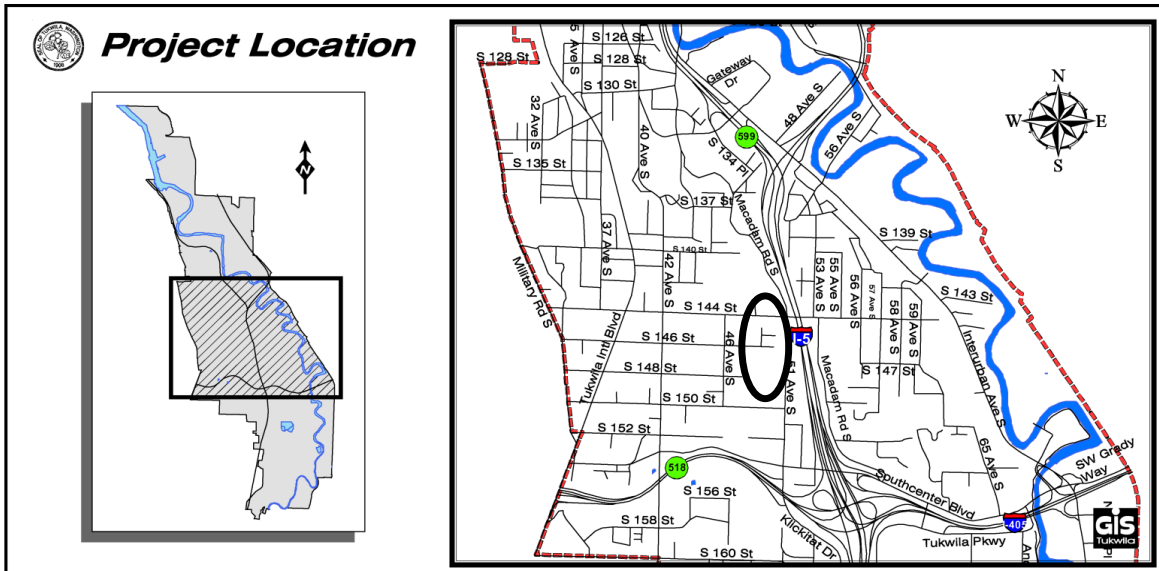 Project Location
SEAL OF TUKWILA, WASHINGTON
1908
N
S 126 St
S 128 St
S 128 St
S 130 St
Gateway
Dr
32 Ave S
40 Ave S
48 Ave S
56 Ave S
599
S 134 Pl
S 135 St
S 137 St
Macadam Rd S
N
W
E
S
37 Ave S
42 Ave S
S 140 St
S 139 St
Military Rd S
53 Ave S
55 Ave S
56 Ave S
57 Ave S
58 Ave S
59 Ave S
S 143 St
S 144 St
S 146 St
46 Ave S
I-5
Tukwila Intl Blvd
S 148 St
51 Ave S
Macadam Rd S
S 147 St
Interurban Ave S
S 150 St
S 152 St
518
65 Ave S
SW Grady
Way
Southcenter Blvd
S 156 St
S 158 St
Klickitat Dr
-405
Tukwila Pkwy
S 160 St
GIS
Tukwila